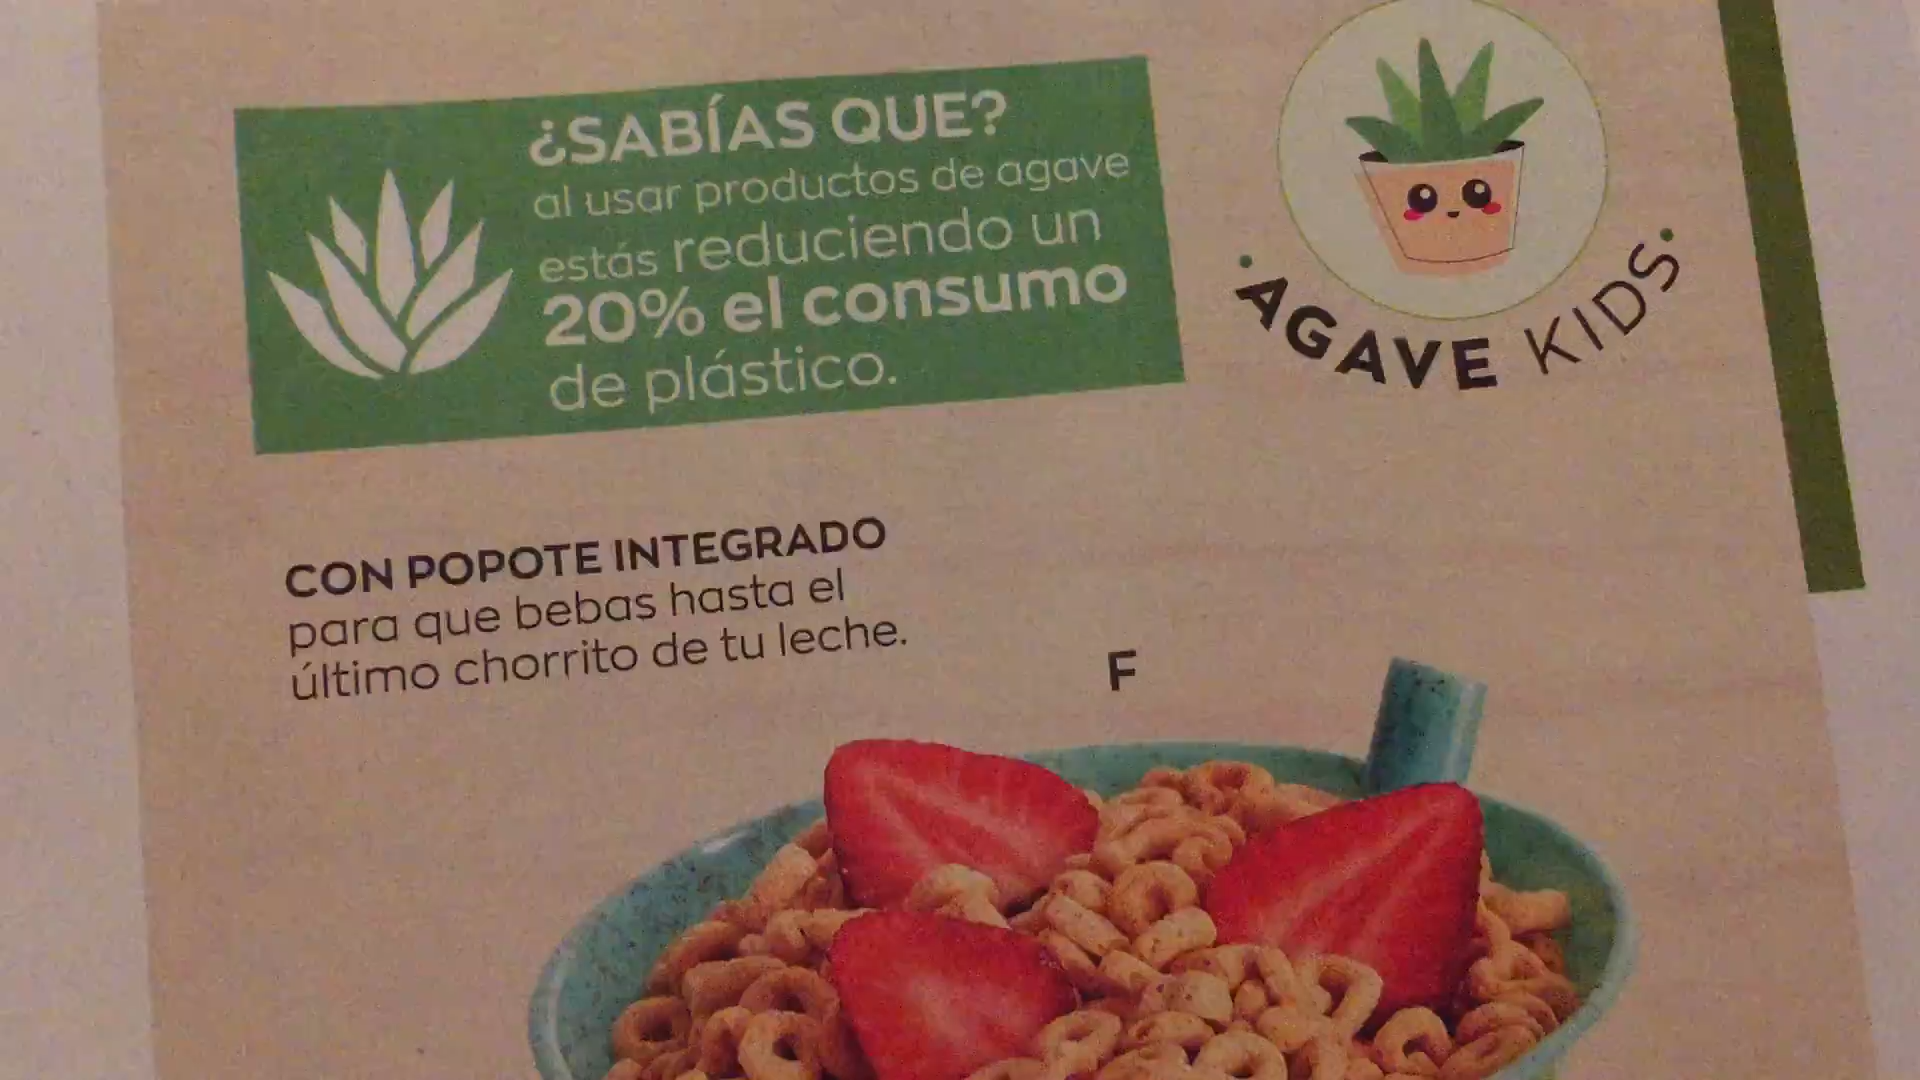 ¿SABÍAS QUE?
al usar productos de agave
estás reduciendo un
20% el consumo
de plástico.
·AGAVE KIDS·
CON POPOTE INTEGRADO
para que bebas hasta el
último chorrito de tu leche.
F